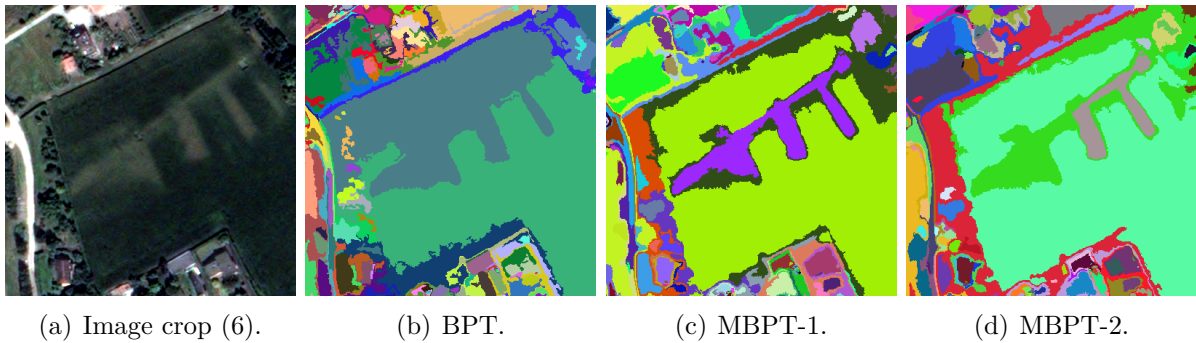 (a) Image crop (6).
(b) BPT.
(c) MBPT-1.
(d) MBPT-2.